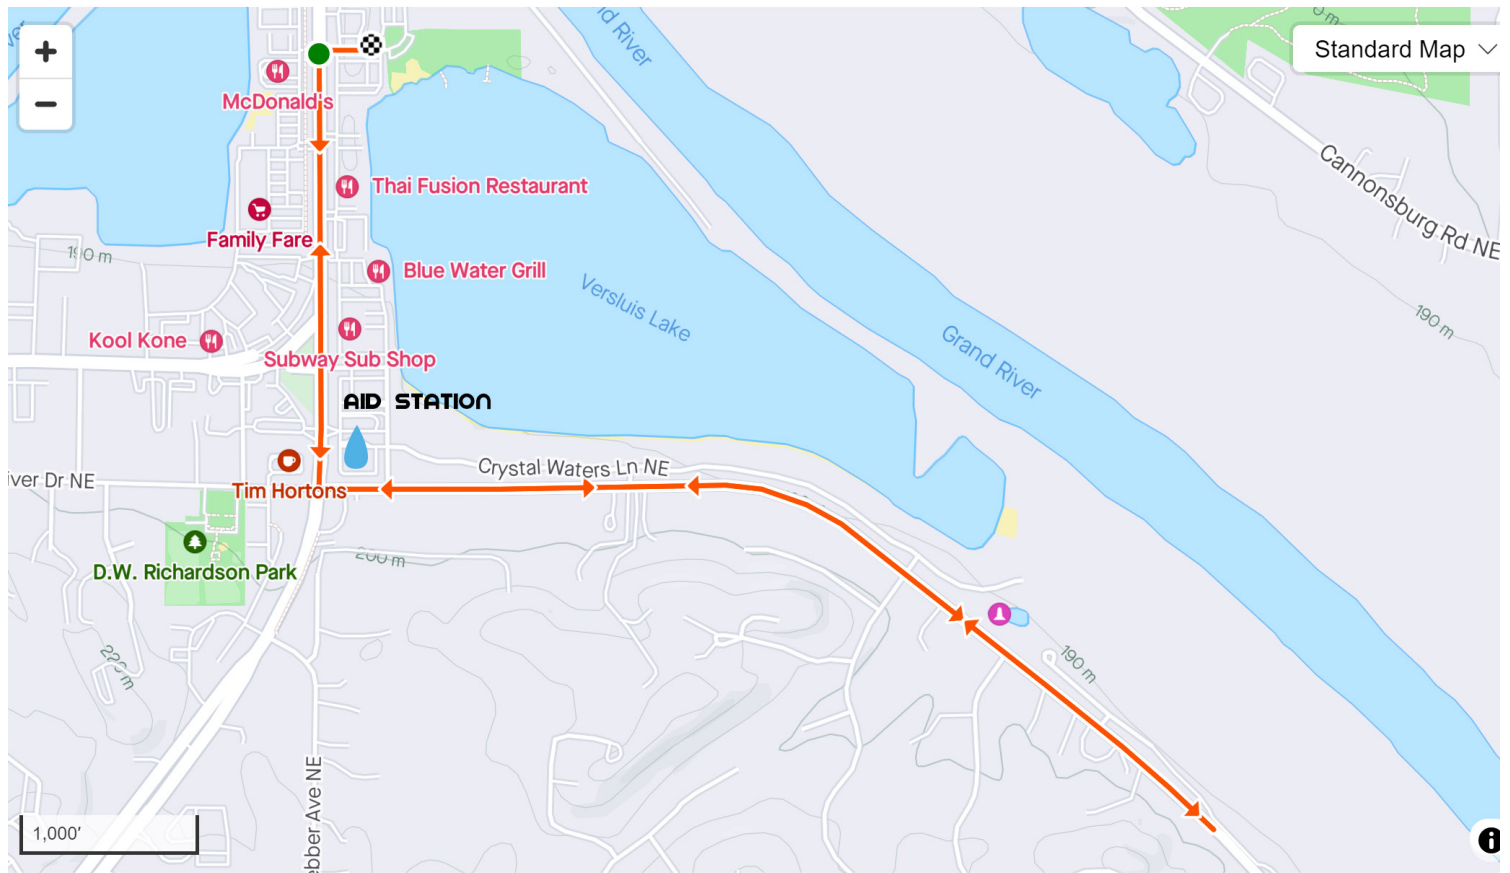 +
−
Standard Map
McDonald's
Thai Fusion Restaurant
Family Fare
190 m
Blue Water Grill
Versluis Lake
Kool Kone
Subway Sub Shop
Grand River
Cannonsburg Rd NE
190 m
AID STATION
Crystal Waters Ln NE
iver Dr NE
Tim Hortons
200 m
D.W. Richardson Park
190 m
ebber Ave NE
1,000′
i